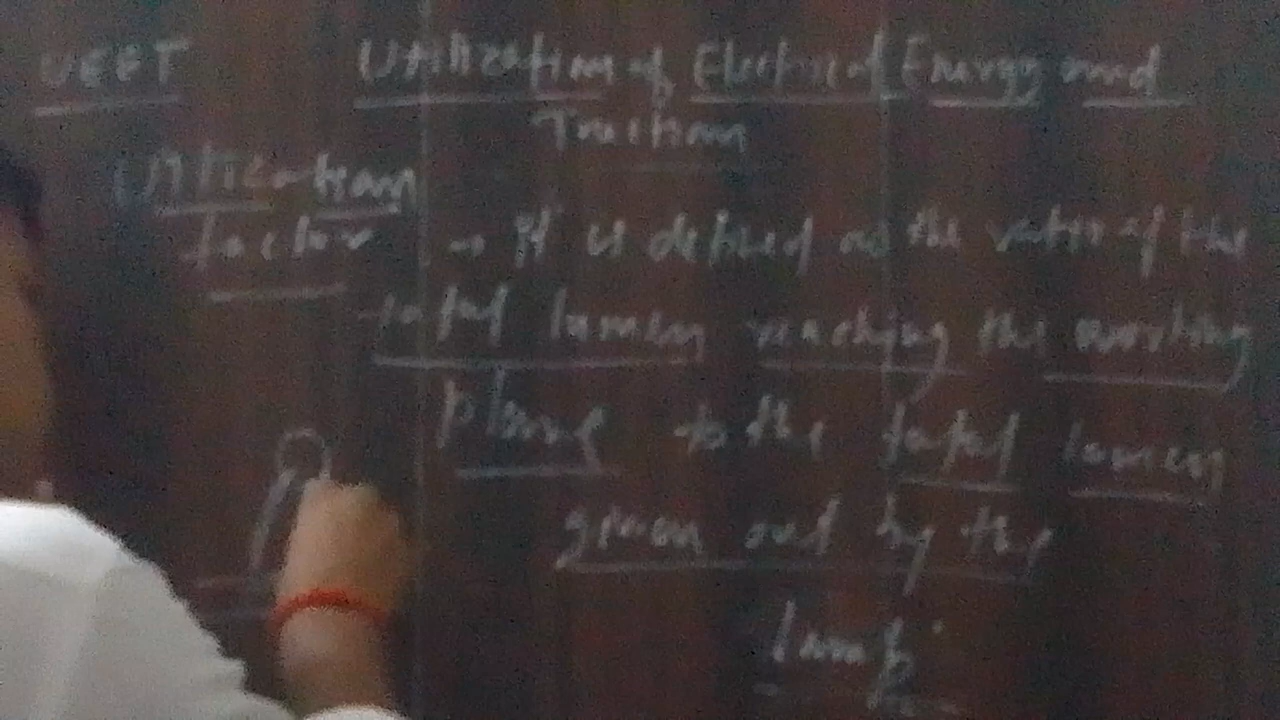 UEET Utilization of Electrical Energy and
Traction
Utilization
factor → It is defined as the ratio of the
total lumens reaching the working
plane to the total lumens
given out by the
lamp.